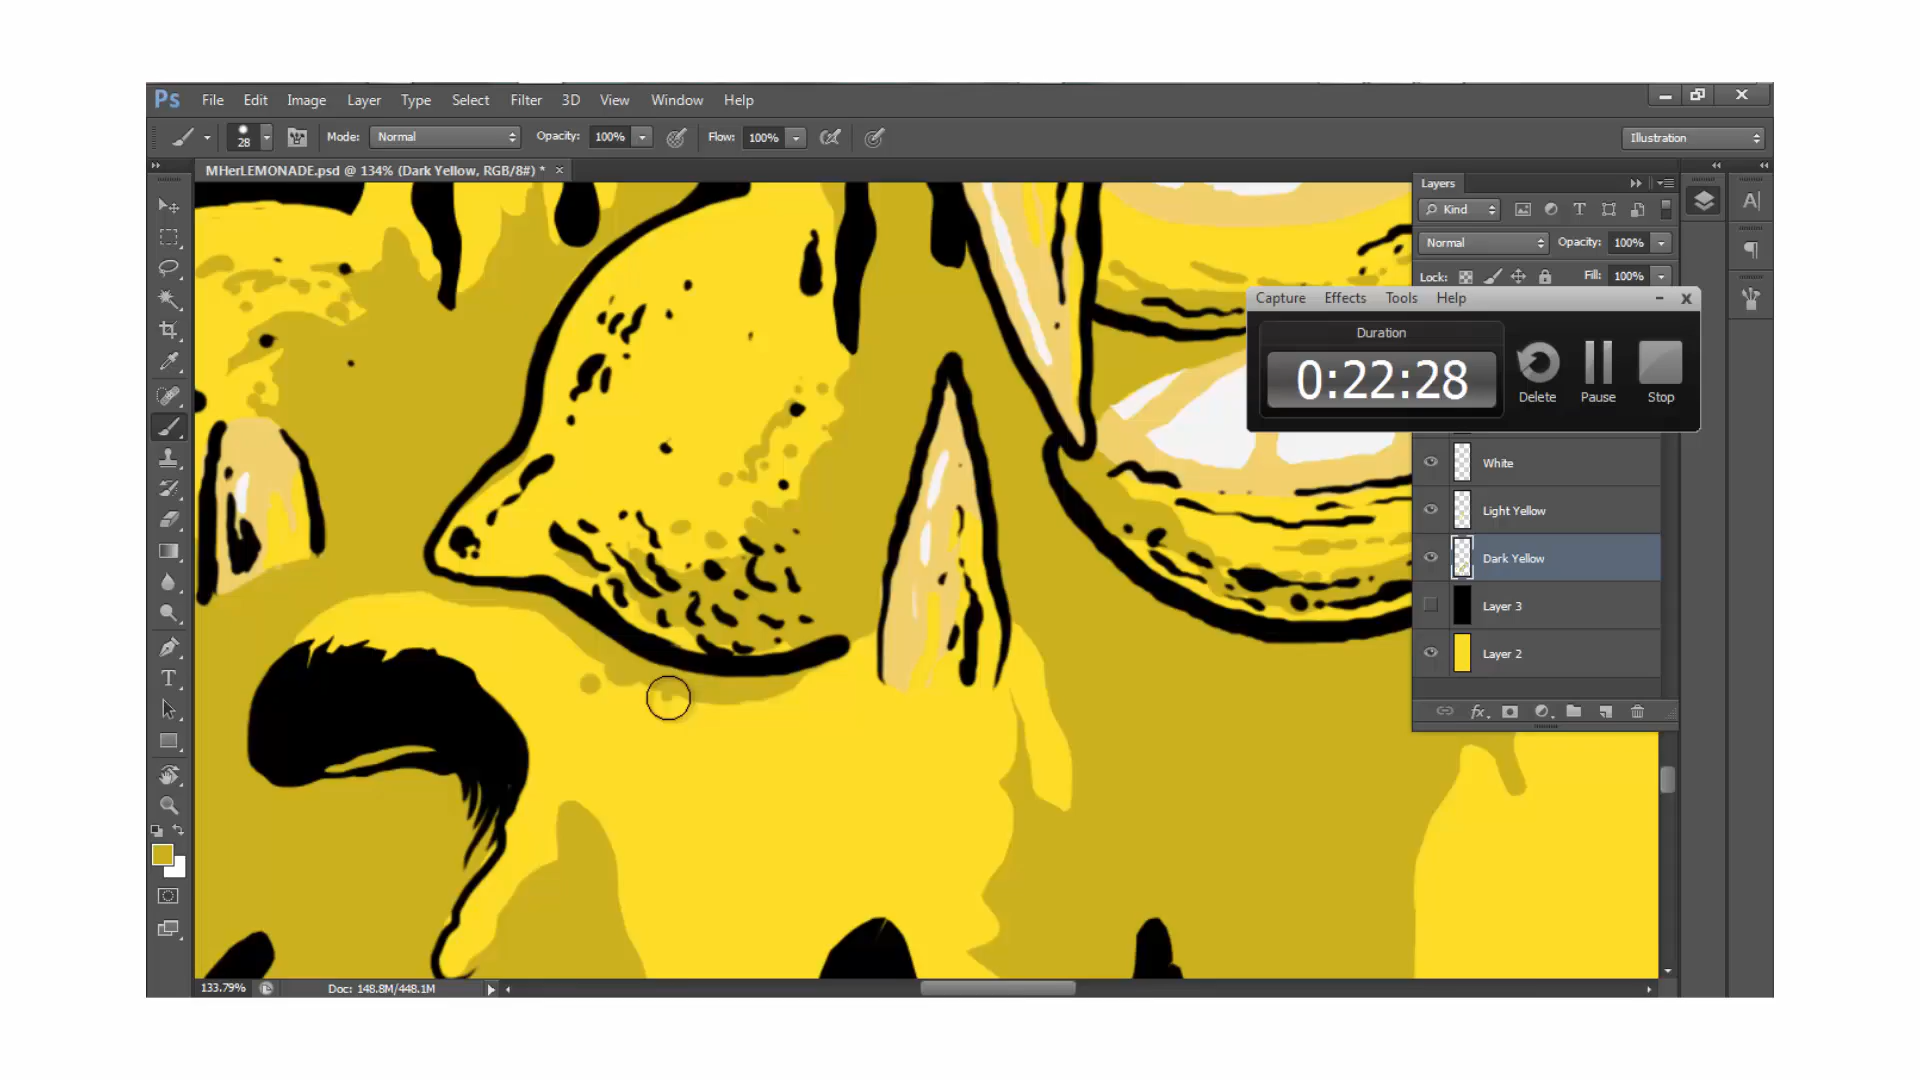 Ps File Edit Image Layer Type Select Filter 3D View Window Help
28 Mode: Normal Opacity: 100% Flow: 100% Illustration
MHerLEMONADE.psd @ 134% (Dark Yellow, RGB/8#) * ×
Layers
Kind
Normal Opacity: 100%
Lock: Fill: 100%
Capture Effects Tools Help
Duration
0:22:28
Delete Pause Stop
White
Light Yellow
Dark Yellow
Layer 3
Layer 2
fx
133.79% Doc: 148.8M/448.1M